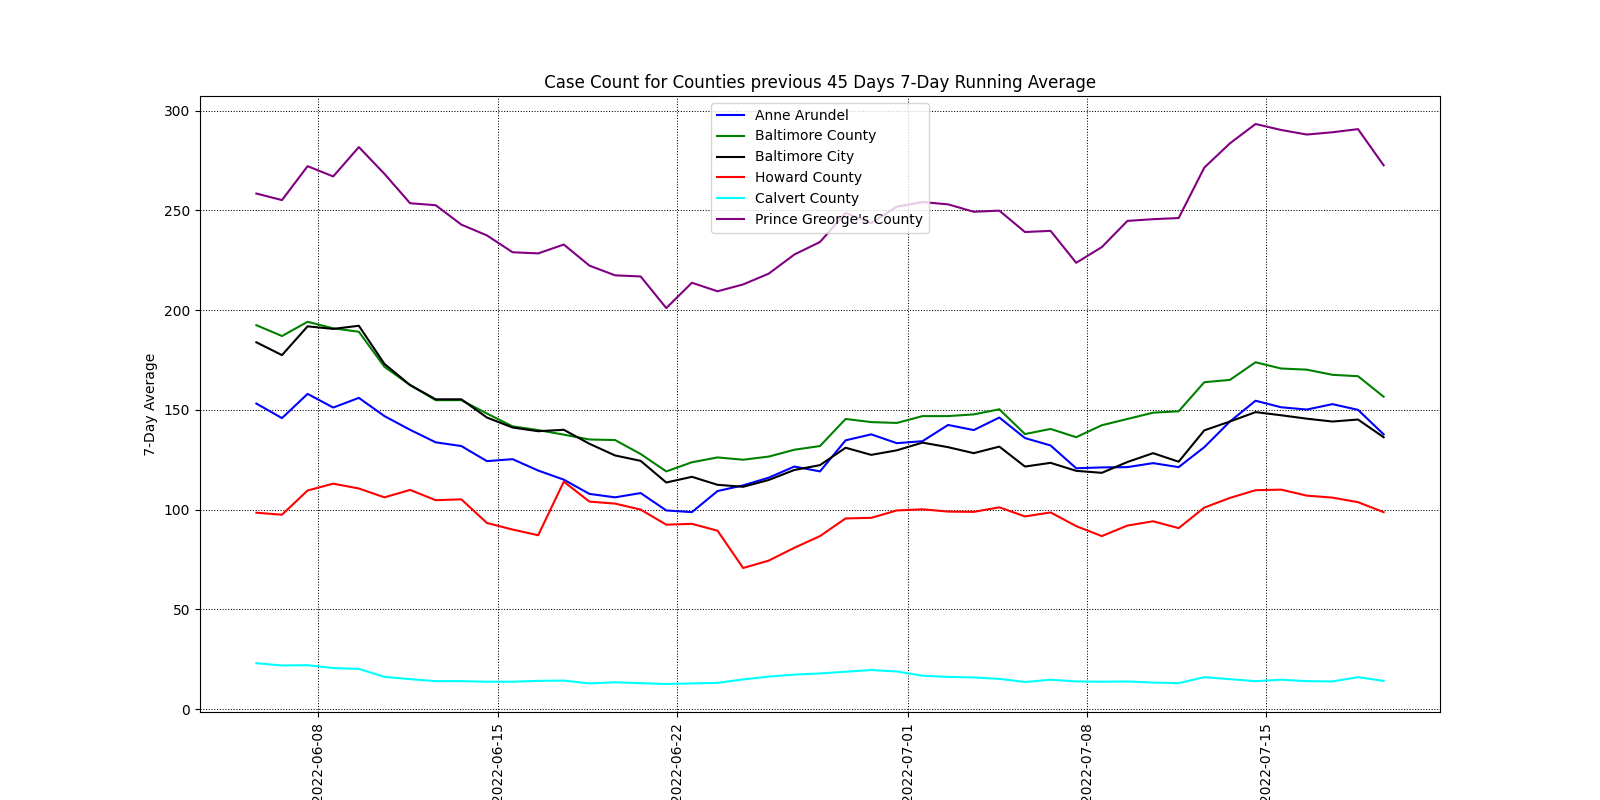 Case Count for Counties previous 45 Days 7-Day Running Average
300
250
200
150
100
50
0
7-Day Average
Anne Arundel
Baltimore County
Baltimore City
Howard County
Calvert County
Prince Greorge's County
2022-06-08
2022-06-15
2022-06-22
2022-07-01
2022-07-08
2022-07-15